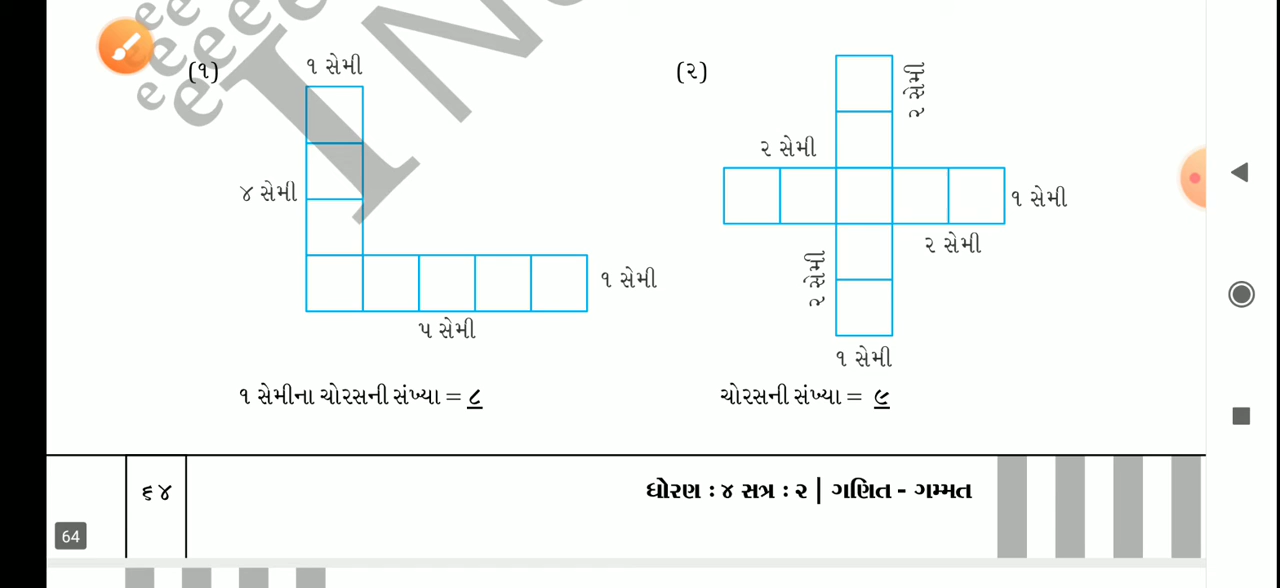 (૧)
૧ સેમી
૪ સેમી
૧ સેમી
૫ સેમી
૧ સેમીના ચોરસની સંખ્યા = ૮
(૨)
૨ સેમી
૨ સેમી
૧ સેમી
૨ સેમી
૨ સેમી
૧ સેમી
ચોરસની સંખ્યા = ૯
૬૪
ધોરણ : ૪ સત્ર : ૨ | ગણિત - ગમ્મત
64